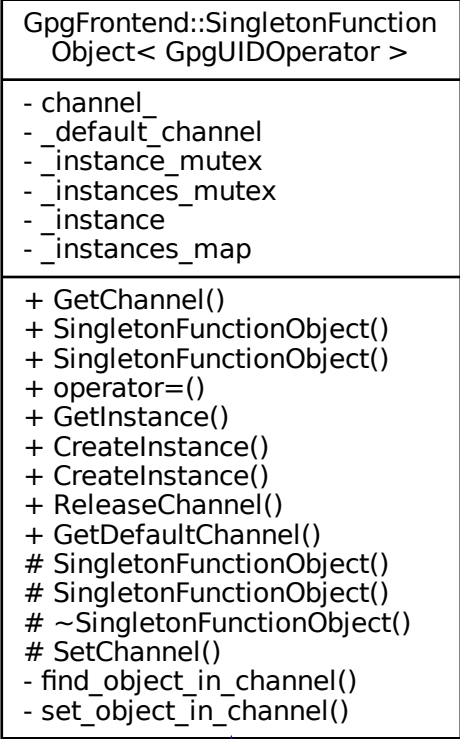 GpgFrontend::SingletonFunction
Object< GpgUIDOperator >
- channel_
- _default_channel
- _instance_mutex
- _instances_mutex
- _instance
- _instances_map
+ GetChannel()
+ SingletonFunctionObject()
+ SingletonFunctionObject()
+ operator=()
+ GetInstance()
+ CreateInstance()
+ CreateInstance()
+ ReleaseChannel()
+ GetDefaultChannel()
# SingletonFunctionObject()
# SingletonFunctionObject()
# ~SingletonFunctionObject()
# SetChannel()
- find_object_in_channel()
- set_object_in_channel()